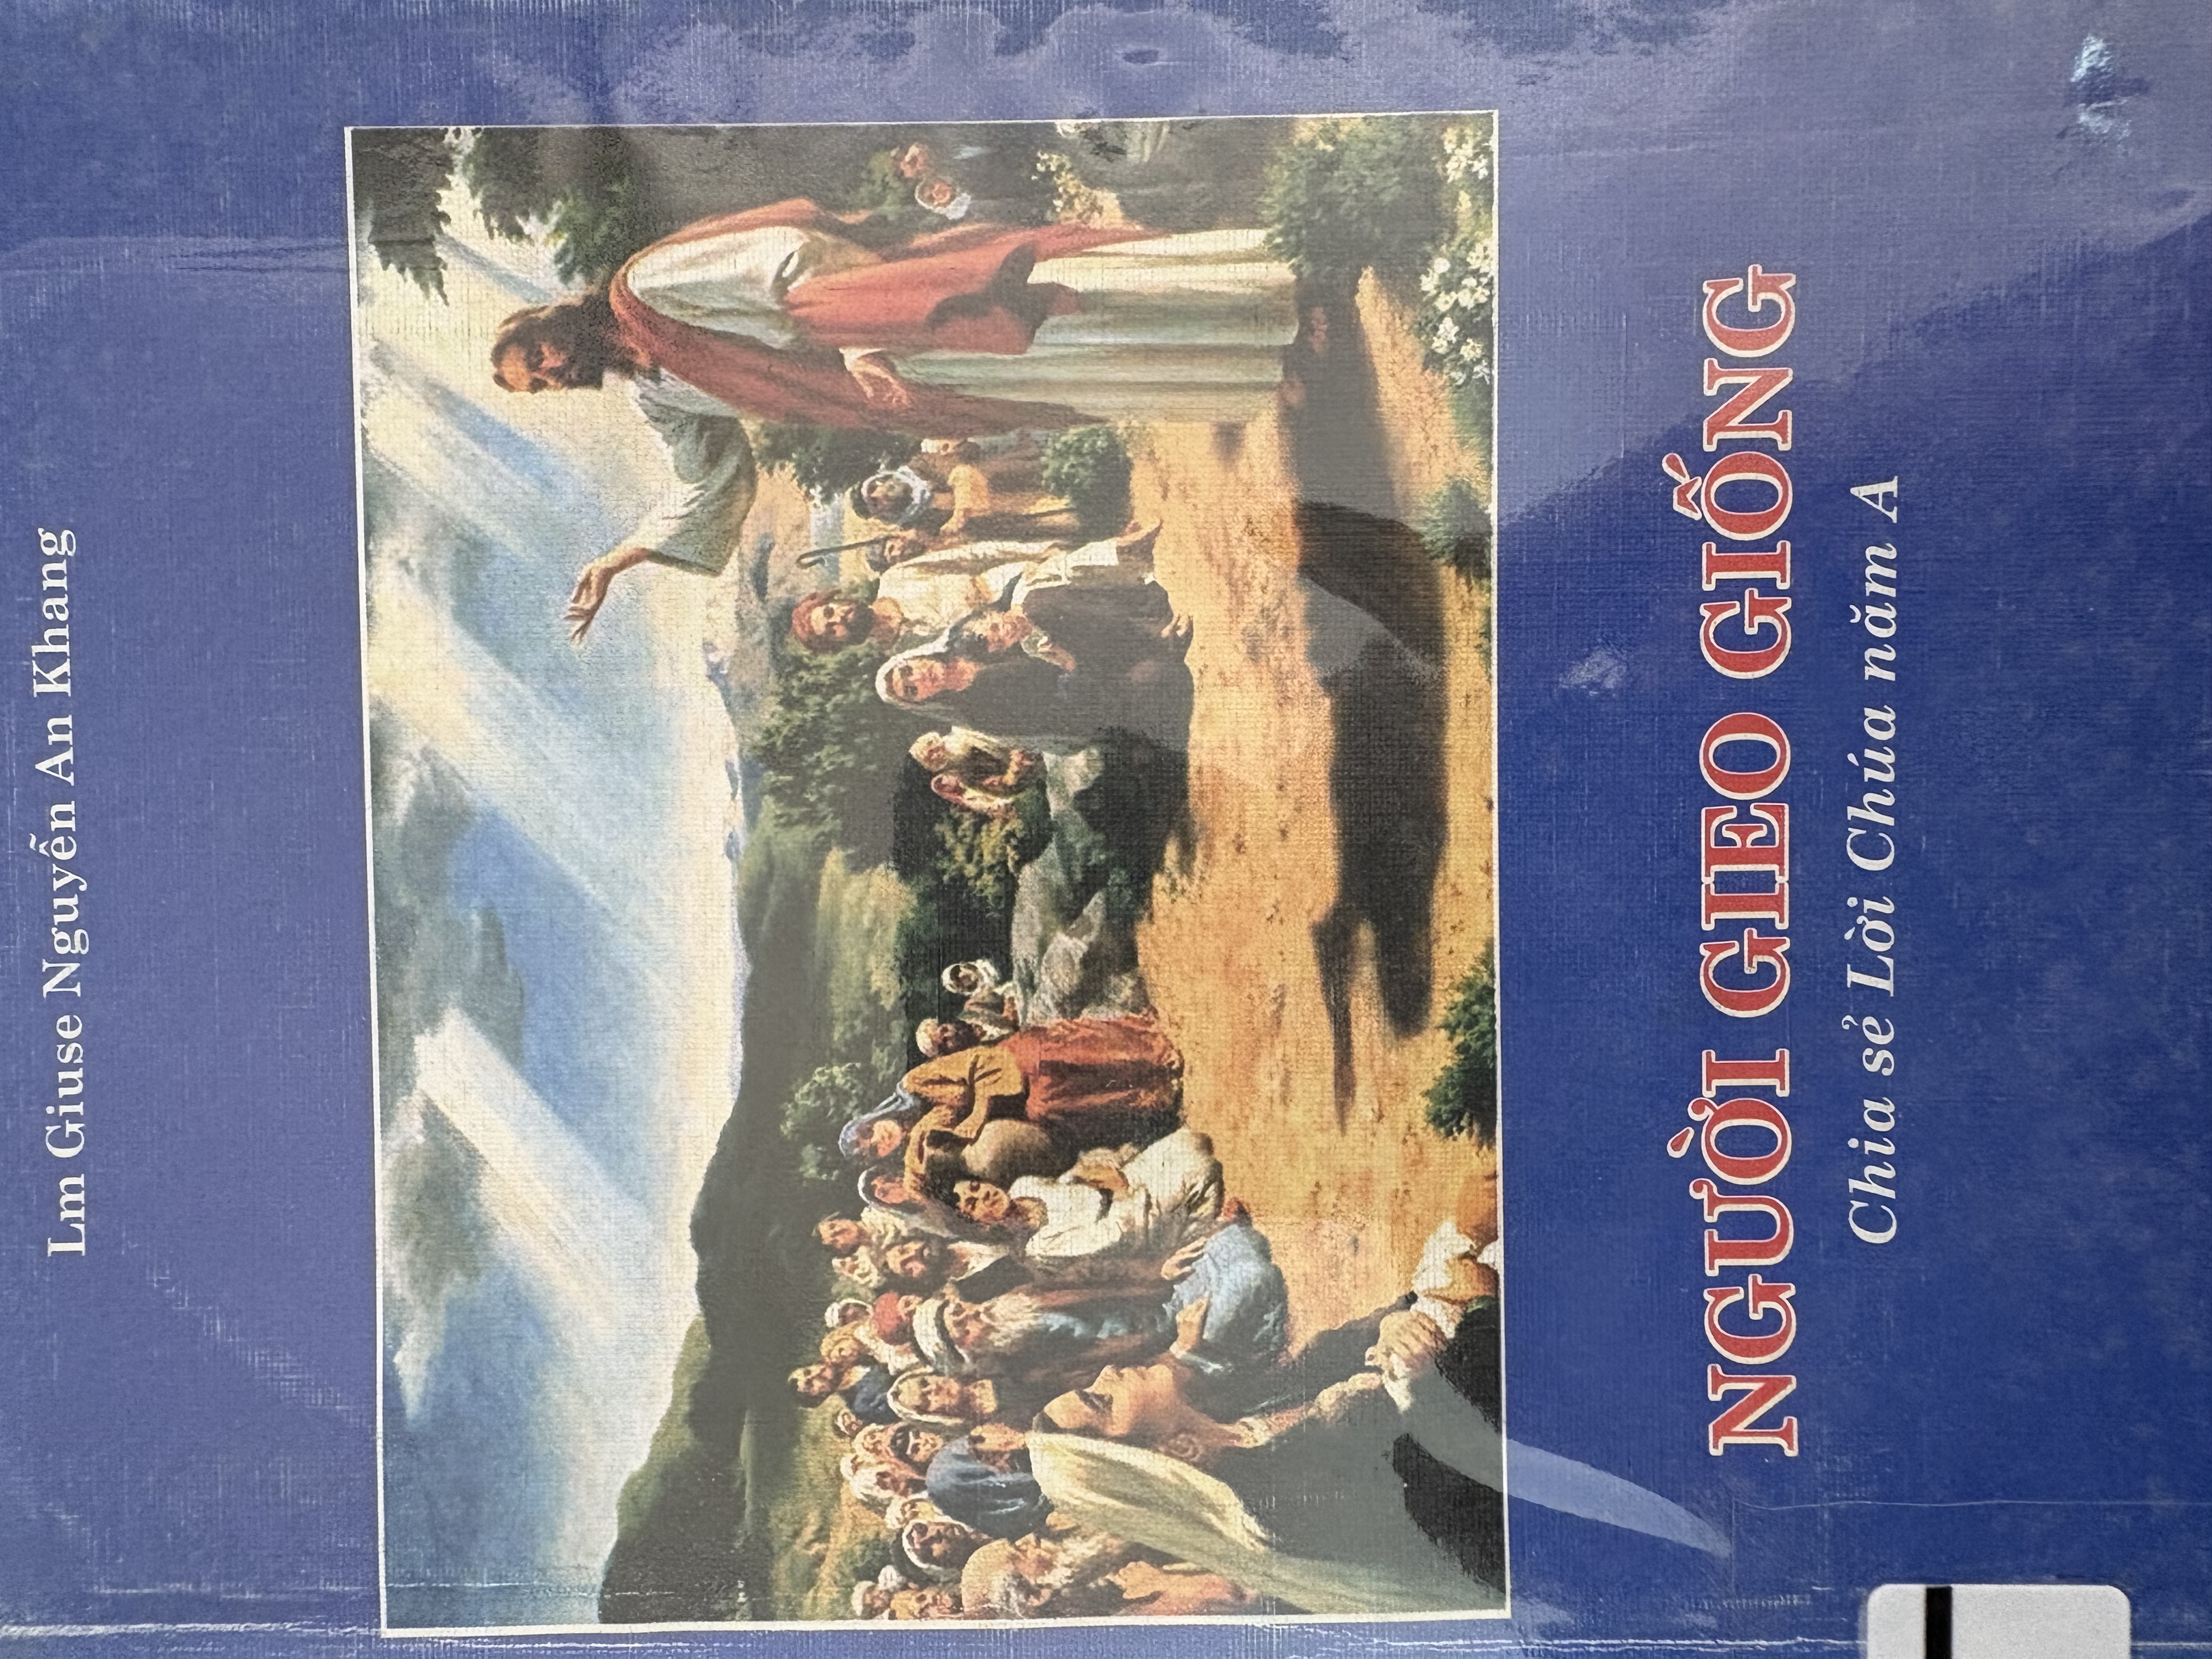 Lm Giuse Nguyễn An Khang
NGƯỜI GIEO GIỐNG
Chia sẻ Lời Chúa năm A